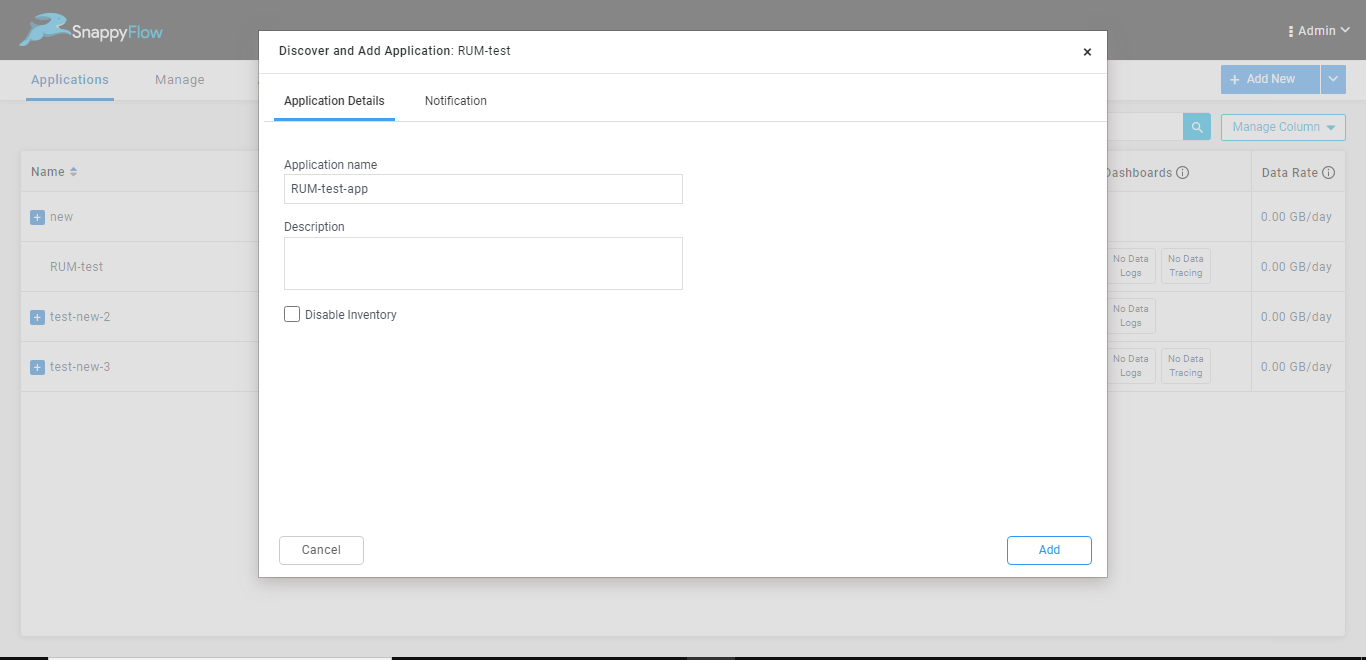 SnappyFlow
Admin
Discover and Add Application: RUM-test
×
Applications
Manage
+ Add New
Application Details
Notification
Manage Column
Name
Dashboards
Data Rate
Application name
RUM-test-app
new
0.00 GB/day
Description
RUM-test
No Data
Logs
No Data
Tracing
0.00 GB/day
Disable Inventory
test-new-2
No Data
Logs
0.00 GB/day
test-new-3
No Data
Logs
No Data
Tracing
0.00 GB/day
Cancel
Add